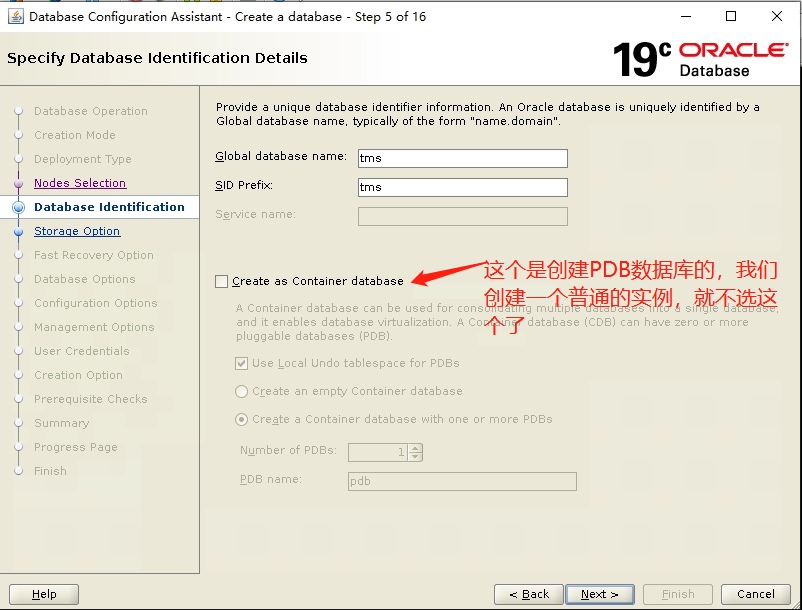 Database Configuration Assistant - Create a database - Step 5 of 16
Specify Database Identification Details
19c ORACLE
Database
Database Operation
Creation Mode
Deployment Type
Nodes Selection
Database Identification
Storage Option
Fast Recovery Option
Database Options
Configuration Options
Management Options
User Credentials
Creation Option
Prerequisite Checks
Summary
Progress Page
Finish
Provide a unique database identifier information. An Oracle database is uniquely identified by a
Global database name, typically of the form "name.domain".
Global database name: tms
SID Prefix: tms
Service name:
Create as Container database
这个是创建PDB数据库的，我们
创建一个普通的实例，就不选这
个了
A Container database can be used for consolidating multiple databases into a single database,
and it enables database virtualization. A Container database (CDB) can have zero or more
pluggable databases (PDB).
Use Local Undo tablespace for PDBs
Create an empty Container database
Create a Container database with one or more PDBs
Number of PDBs: 1
PDB name: pdb
Help
< Back
Next >
Finish
Cancel